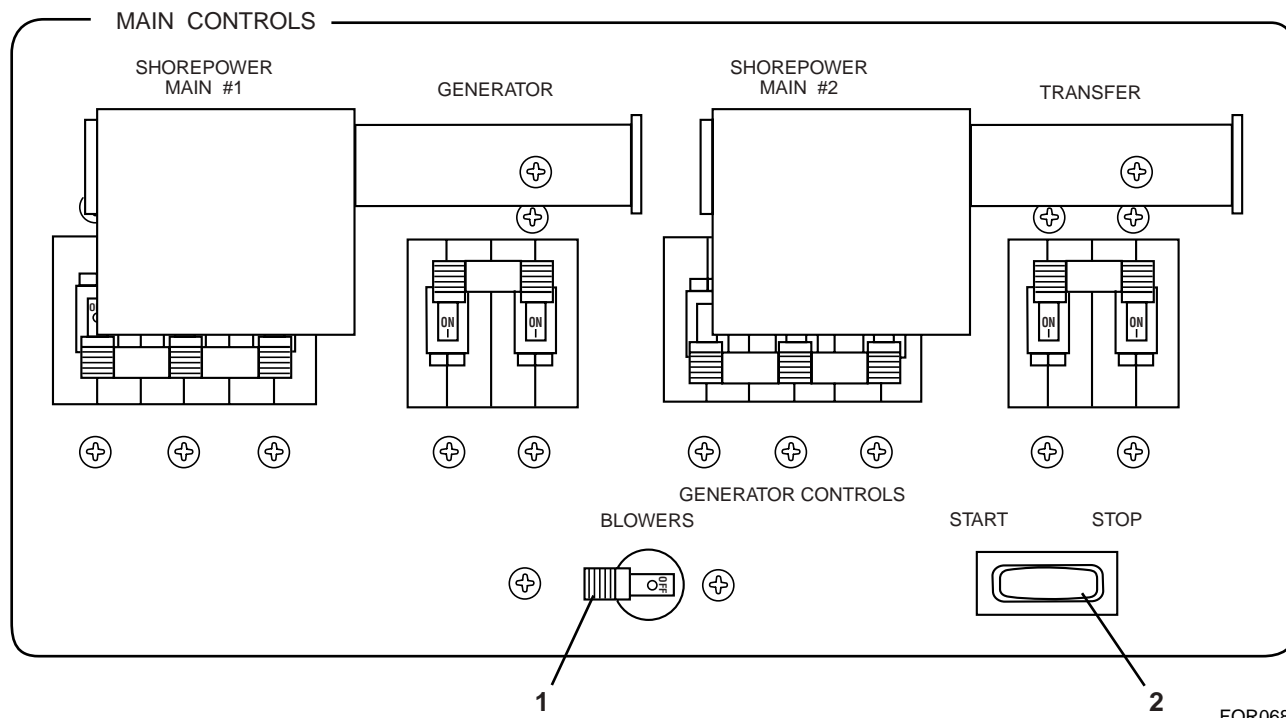 MAIN CONTROLS
SHOREPOWER
MAIN #1
GENERATOR
SHOREPOWER
MAIN #2
TRANSFER
ON
ON
ON
ON
GENERATOR CONTROLS
BLOWERS
START
STOP
OFF
1
2